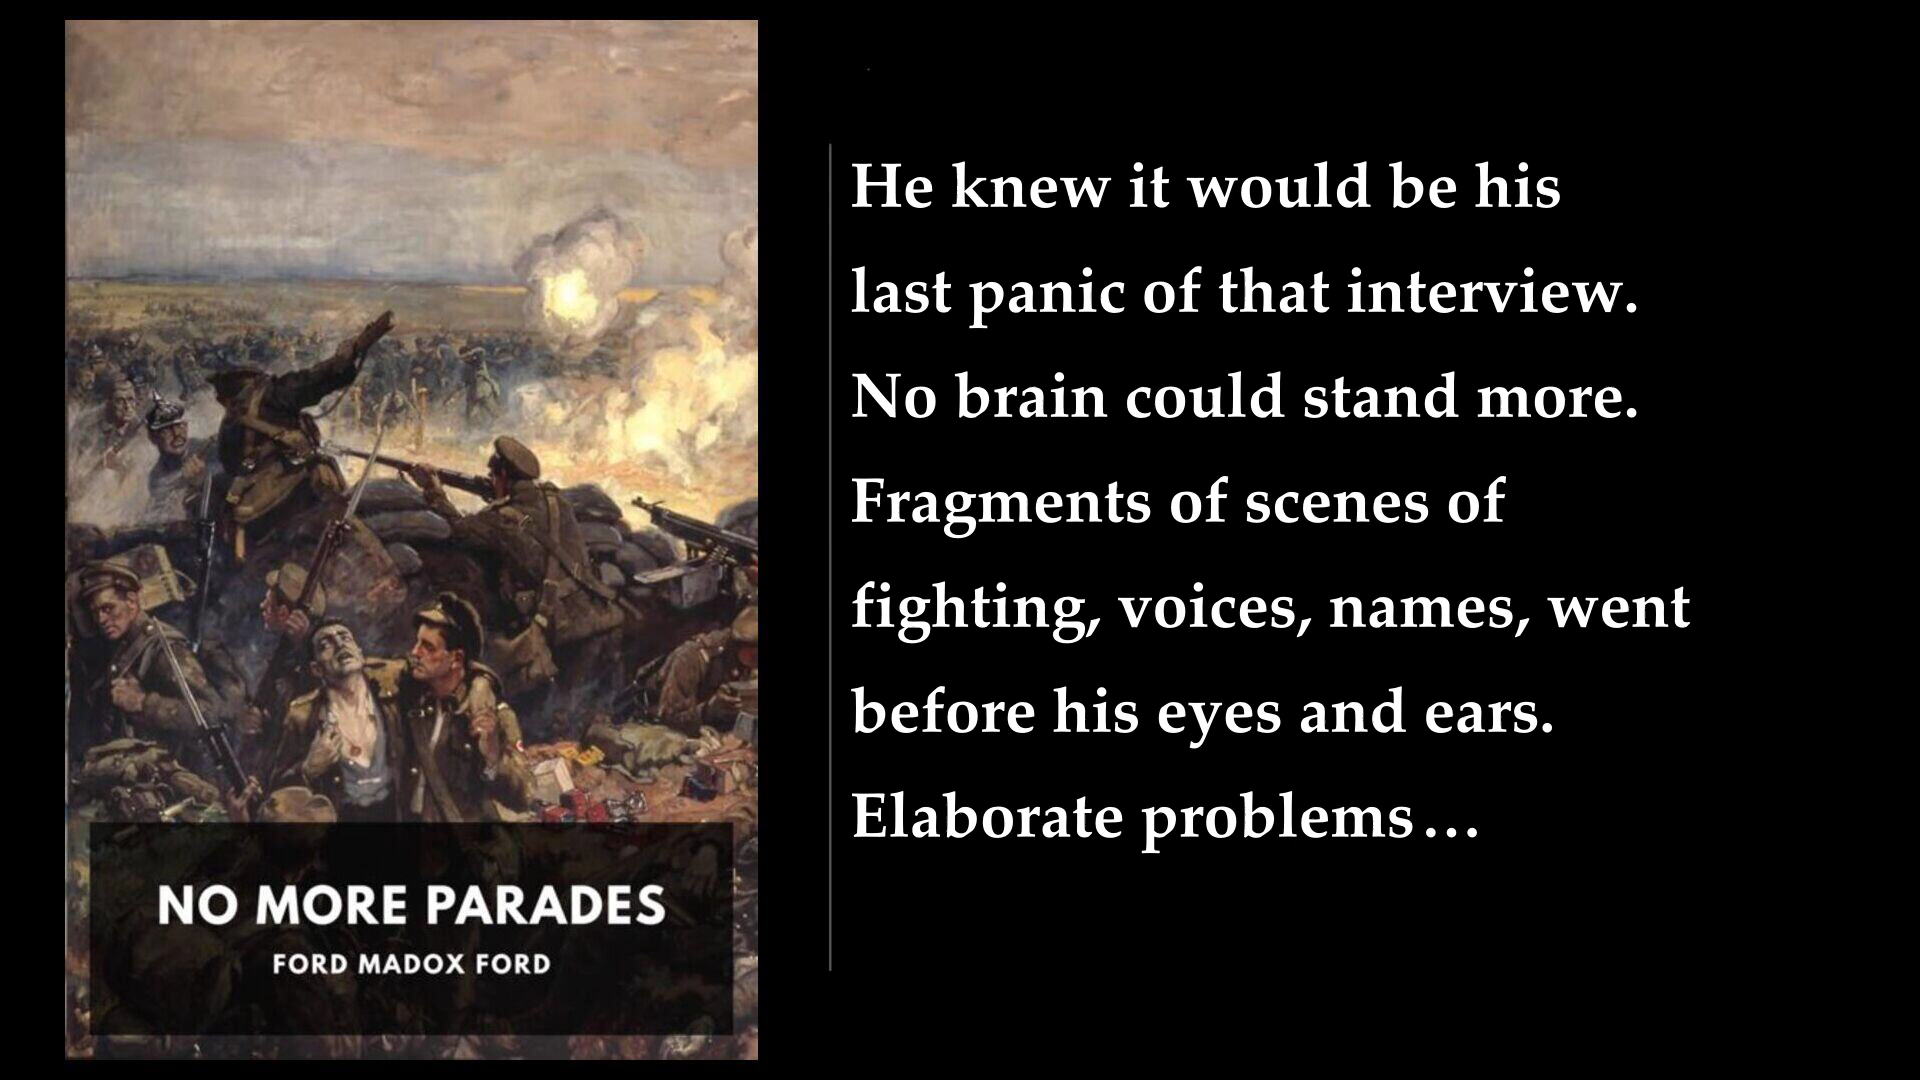 He knew it would be his
last panic of that interview.
No brain could stand more.
Fragments of scenes of
fighting, voices, names, went
before his eyes and ears.
Elaborate problems…
NO MORE PARADES
FORD MADOX FORD